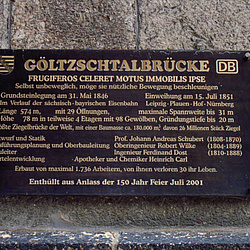 GÖLTZSCHTALBRÜCKE DB
FRUGIFEROS CELERET MOTUS IMMOBILIS IPSE
Selbst unbeweglich, möge sie nützliche Bewegung beschleunigen
Grundsteinlegung am 31. Mai 1846 Einweihung am 15. Juli 1851
Im Verlauf der sächsisch-bayrischen Eisenbahn Leipzig-Plauen-Hof-Nürnberg
Länge 574 m, mit 29 Öffnungen, maximale Spannweite bis 31 m
Höhe 78 m in teilweise 4 Etagen mit 98 Gewölben, Gründungstiefe bis 20 m
Ziegelbrücke der Welt, mit einer Baumasse ca. 180.000 m³ davon 26 Millionen Stück Ziegel
Entwurf und Statik Prof. Johann Andreas Schubert (1808-1870)
Ausführungsplanung und Oberbauleitung Oberingenieur Robert Wilke (1804-1889)
Ingenieur Ferdinand Dost (1810-1888)
Apotheker und Chemiker Heinrich Carl
Erbaut von maximal 1.736 Arbeitern, von ihnen verloren 30 ihr Leben.
Enthüllt aus Anlass der 150 Jahr Feier Juli 2001